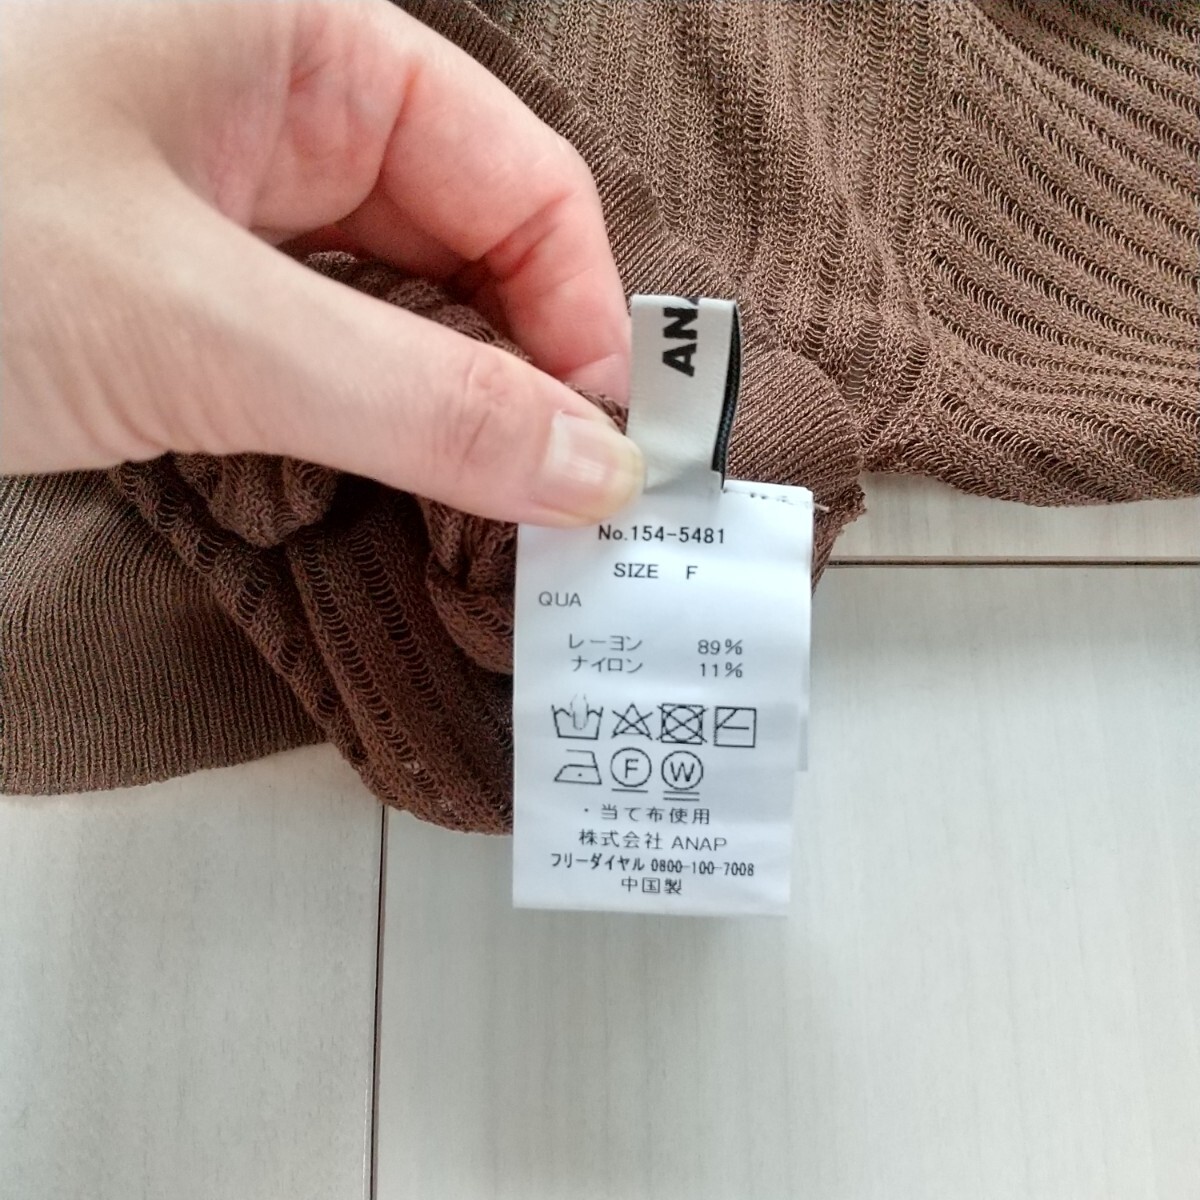 AN
No.154-5481
SIZE F
QUA
レーヨン 89%
ナイロン 11%
F W
・当て布使用
株式会社 ANAP
フリーダイヤル 0800-100-7008
中国製